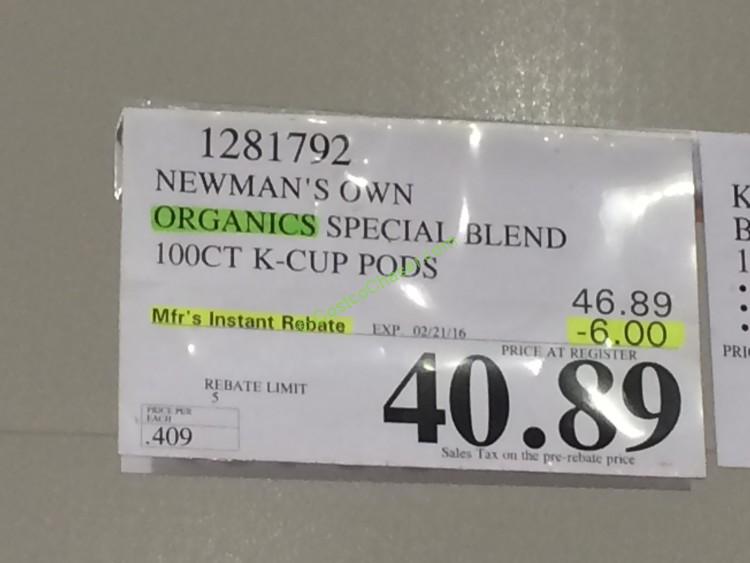 1281792
NEWMAN'S OWN
ORGANICS SPECIAL BLEND
100CT K-CUP PODS
46.89
Mfr's Instant Rebate EXP. 02/21/16 -6.00
PRICE AT REGISTER
40.89
REBATE LIMIT
5
PRICE PER
EACH
.409
Sales Tax on the pre-rebate price
K
B
1
PRI